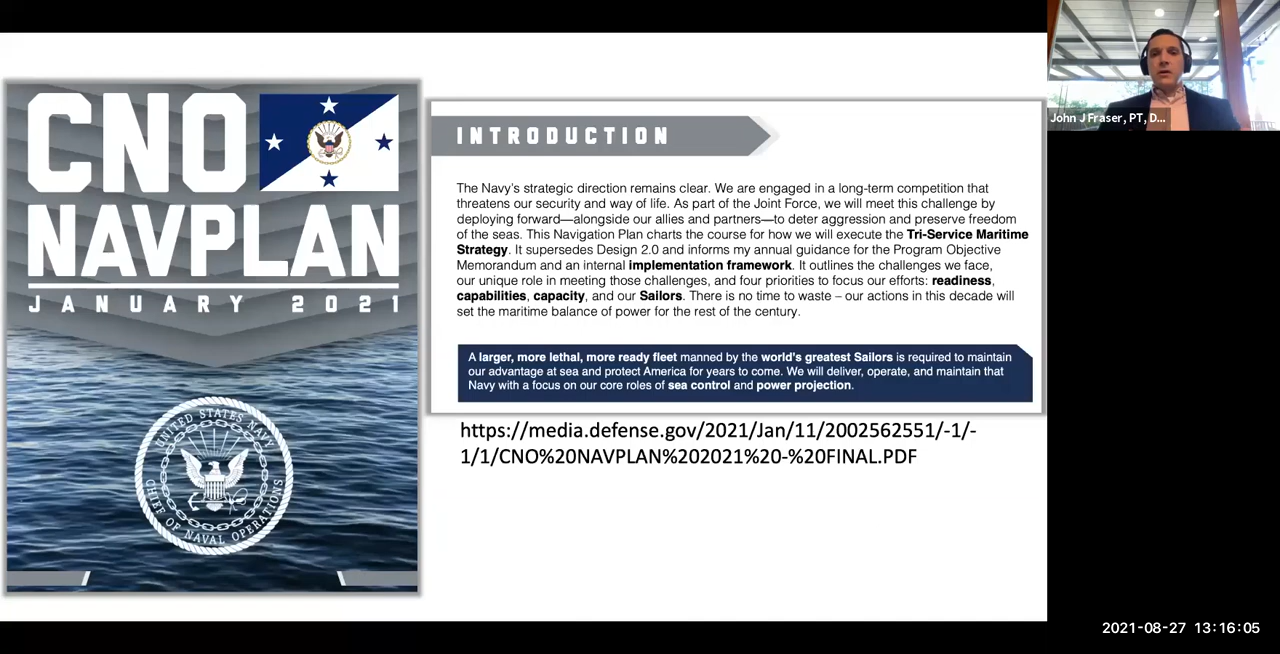 CNO
NAVPLAN
JANUARY 2021
UNITED STATES NAVY
CHIEF OF NAVAL OPERATIONS
INTRODUCTION
The Navy's strategic direction remains clear. We are engaged in a long-term competition that
threatens our security and way of life. As part of the Joint Force, we will meet this challenge by
deploying forward—alongside our allies and partners—to deter aggression and preserve freedom
of the seas. This Navigation Plan charts the course for how we will execute the Tri-Service Maritime
Strategy. It supersedes Design 2.0 and informs my annual guidance for the Program Objective
Memorandum and an internal implementation framework. It outlines the challenges we face,
our unique role in meeting those challenges, and four priorities to focus our efforts: readiness,
capabilities, capacity, and our Sailors. There is no time to waste – our actions in this decade will
set the maritime balance of power for the rest of the century.
A larger, more lethal, more ready fleet manned by the world's greatest Sailors is required to maintain
our advantage at sea and protect America for years to come. We will deliver, operate, and maintain that
Navy with a focus on our core roles of sea control and power projection.
https://media.defense.gov/2021/Jan/11/2002562551/-1/-
1/1/CNO%20NAVPLAN%202021%20-%20FINAL.PDF
John J Fraser, PT, D...
2021-08-27 13:16:05